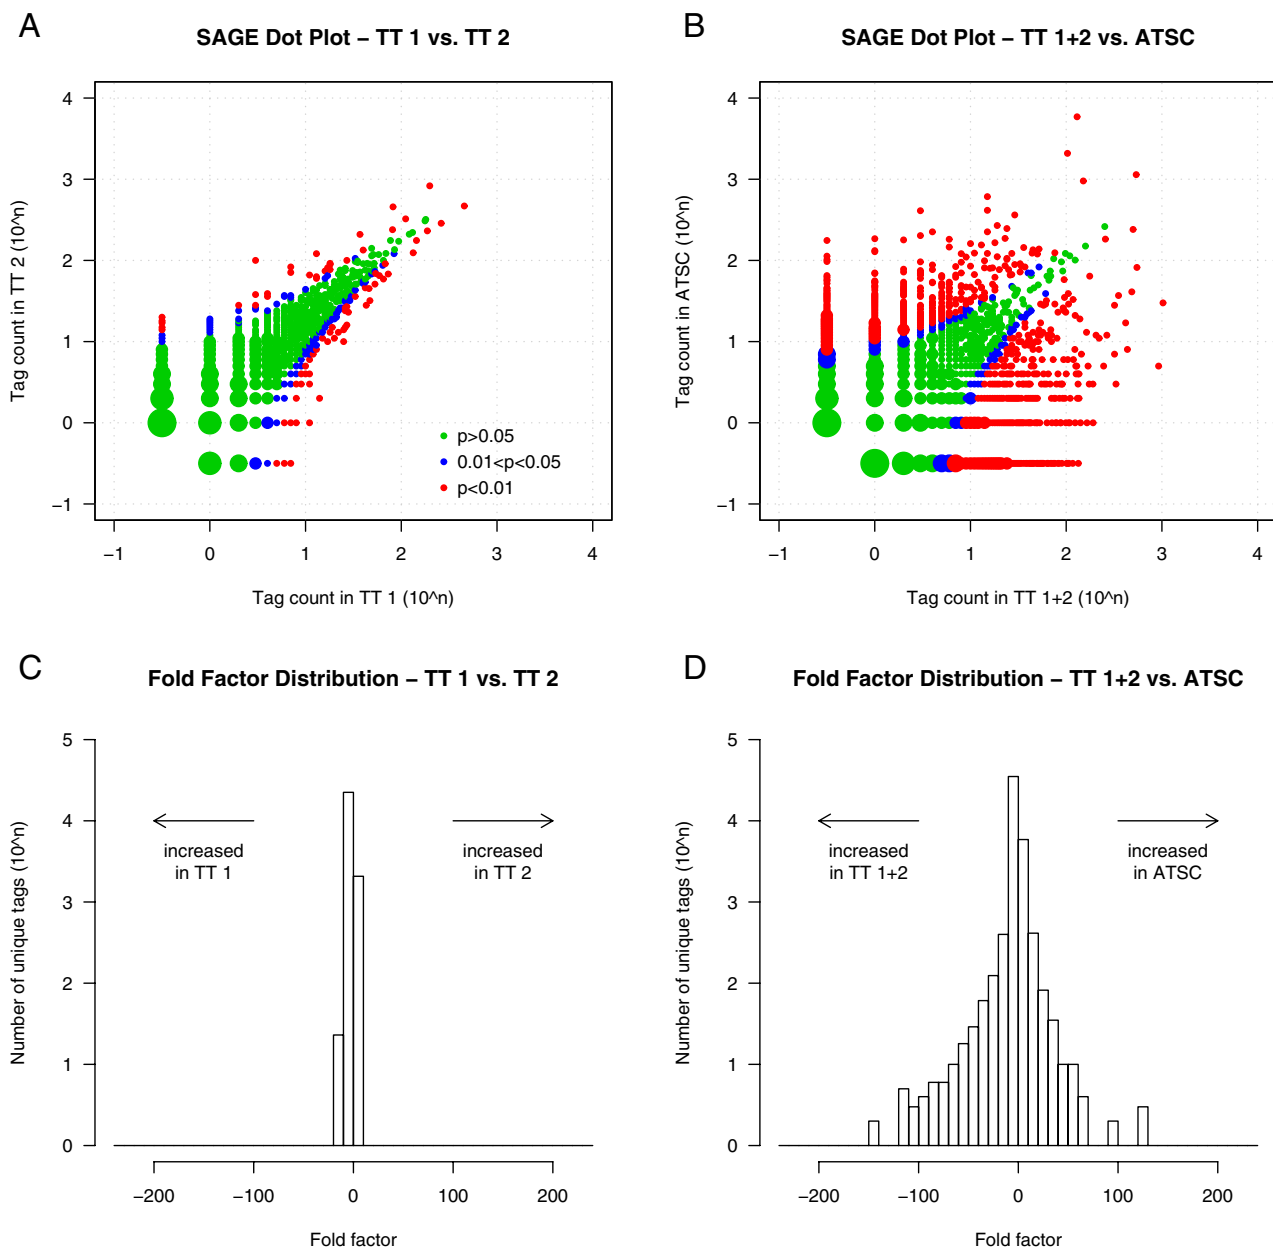 A
SAGE Dot Plot – TT 1 vs. TT 2
Tag count in TT 2 (10^n)
4
3
2
1
0
−1
p>0.05
0.01<p<0.05
p<0.01
−1 0 1 2 3 4
Tag count in TT 1 (10^n)
B
SAGE Dot Plot – TT 1+2 vs. ATSC
Tag count in ATSC (10^n)
4
3
2
1
0
−1
−1 0 1 2 3 4
Tag count in TT 1+2 (10^n)
C
Fold Factor Distribution – TT 1 vs. TT 2
Number of unique tags (10^n)
5
4
3
2
1
0
increased
in TT 1
increased
in TT 2
−200 −100 0 100 200
Fold factor
D
Fold Factor Distribution – TT 1+2 vs. ATSC
Number of unique tags (10^n)
5
4
3
2
1
0
increased
in TT 1+2
increased
in ATSC
−200 −100 0 100 200
Fold factor